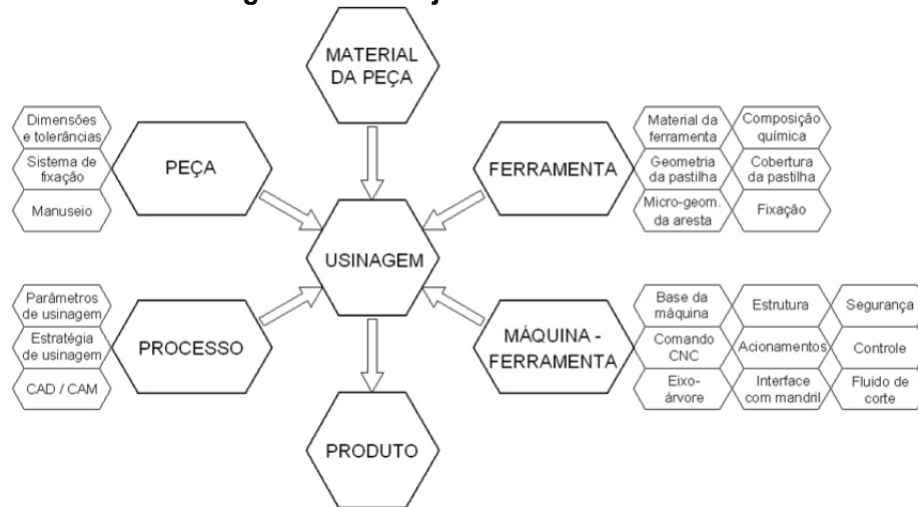 MATERIAL
DA PEÇA
Dimensões
e tolerâncias
Sistema de
fixação
Manuseio
PEÇA
FERRAMENTA
Material da
ferramenta
Composição
química
Geometria
da pastilha
Cobertura
da pastilha
Micro-geom.
da aresta
Fixação
USINAGEM
Parâmetros
de usinagem
Estratégia
de usinagem
CAD / CAM
PROCESSO
MÁQUINA -
FERRAMENTA
Base da
máquina
Estrutura
Segurança
Comando
CNC
Acionamentos
Controle
Eixo-
árvore
Interface
com mandril
Fluido de
corte
PRODUTO